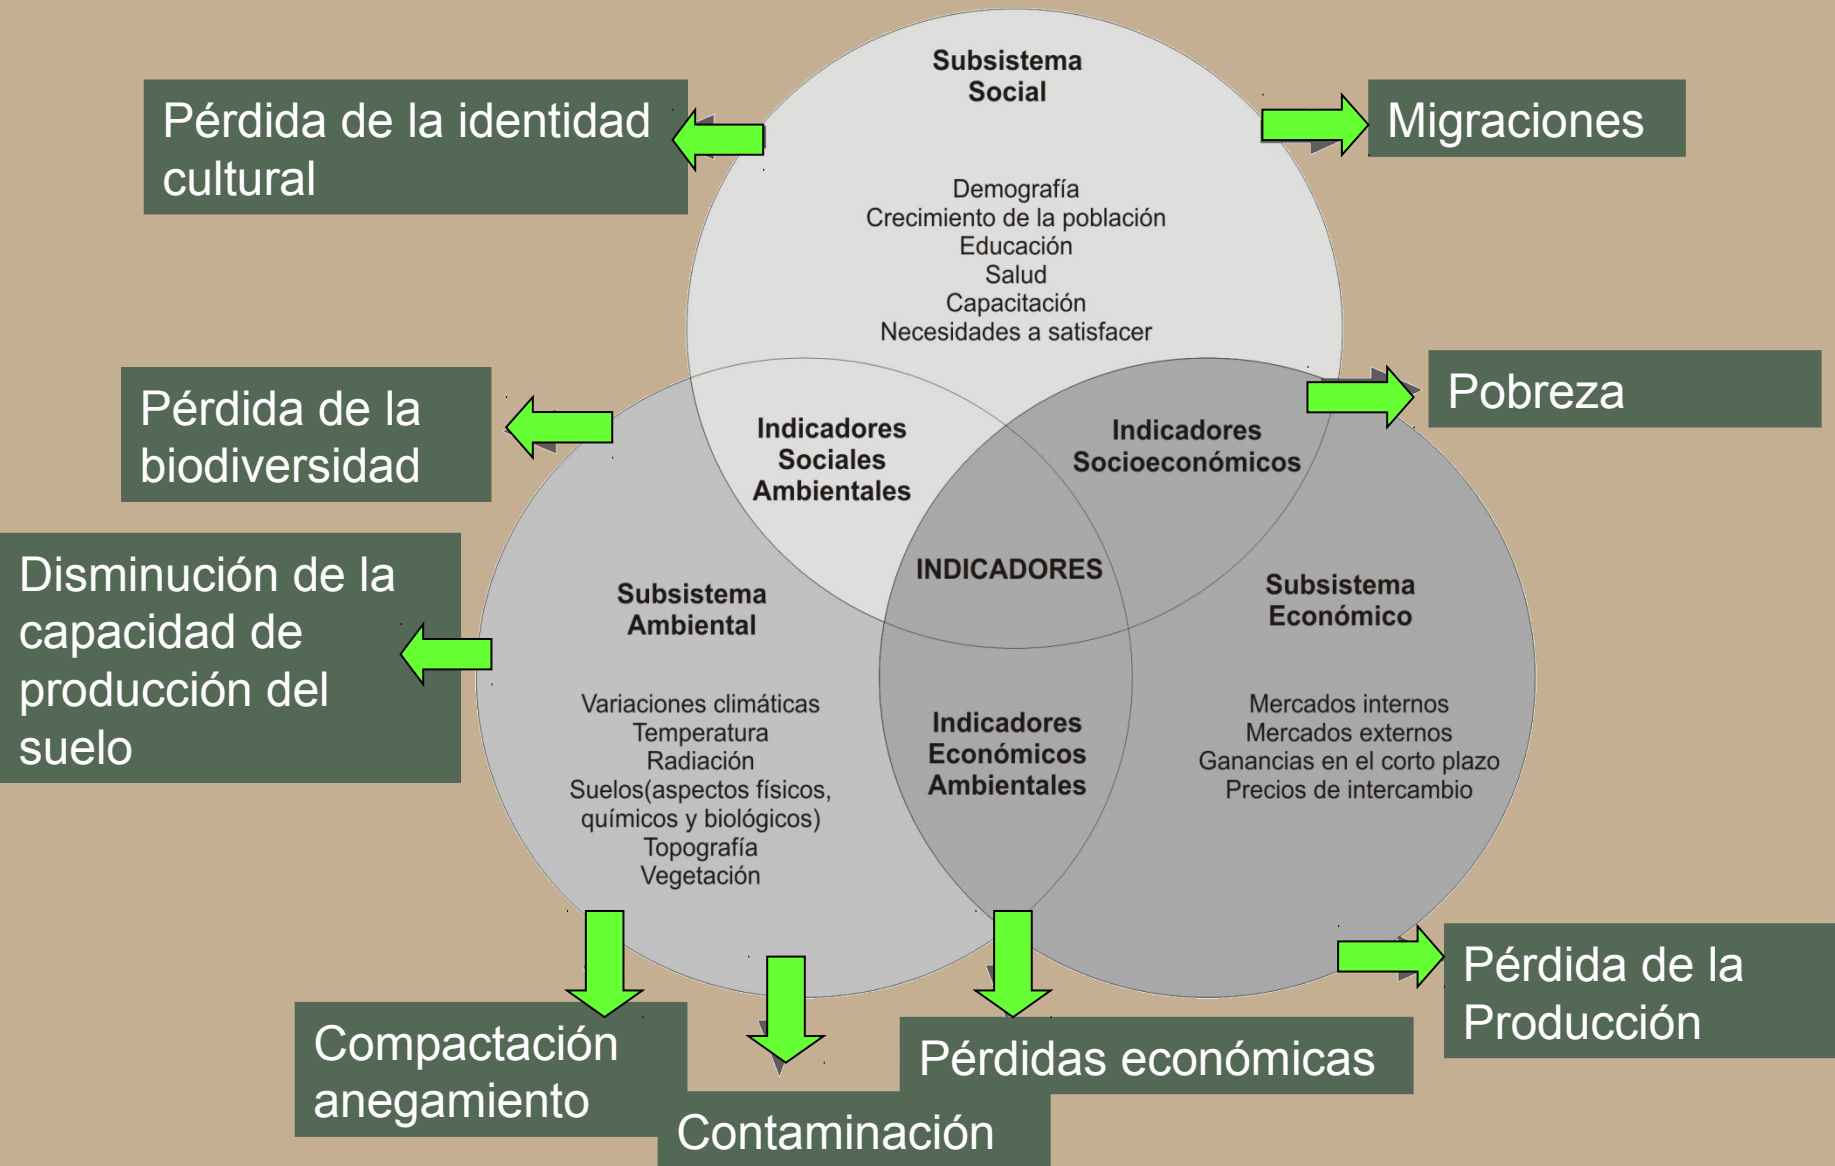 Subsistema
Social
Pérdida de la identidad
cultural
Migraciones
Demografía
Crecimiento de la población
Educación
Salud
Capacitación
Necesidades a satisfacer
Pérdida de la
biodiversidad
Pobreza
Indicadores
Sociales
Ambientales
Indicadores
Socioeconómicos
Disminución de la
capacidad de
producción del
suelo
INDICADORES
Subsistema
Ambiental
Subsistema
Económico
Variaciones climáticas
Temperatura
Radiación
Suelos(aspectos físicos,
químicos y biológicos)
Topografía
Vegetación
Indicadores
Económicos
Ambientales
Mercados internos
Mercados externos
Ganancias en el corto plazo
Precios de intercambio
Compactación
anegamiento
Contaminación
Pérdidas económicas
Pérdida de la
Producción